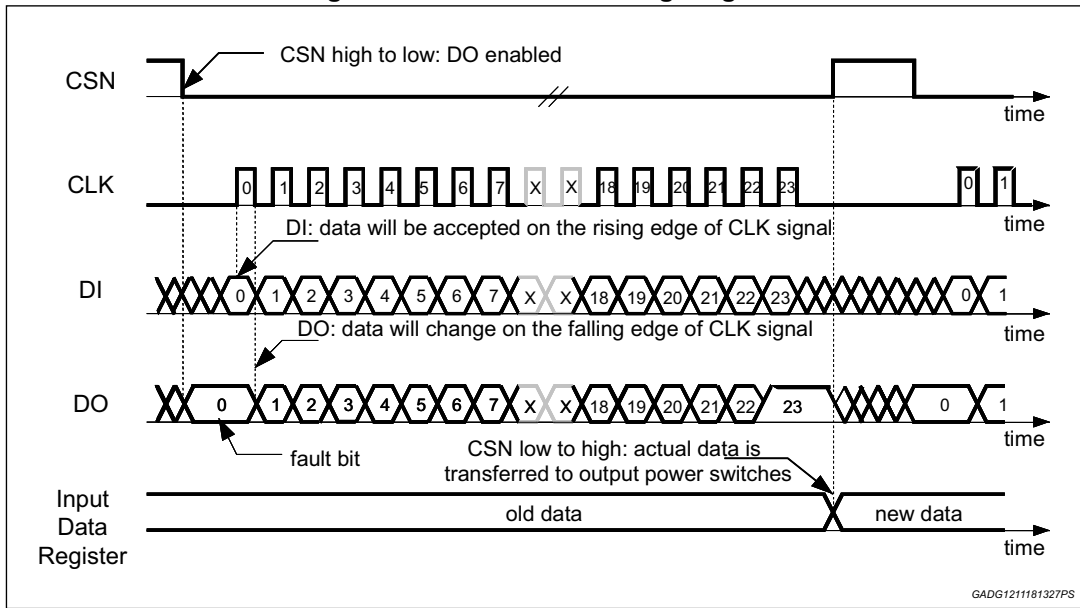 CSN high to low: DO enabled
CSN
time
CLK
0 1 2 3 4 5 6 7 X X 18 19 20 21 22 23 0 1
time
DI: data will be accepted on the rising edge of CLK signal
DI
0 1 2 3 4 5 6 7 X X 18 19 20 21 22 23 0 1
time
DO: data will change on the falling edge of CLK signal
DO
0 1 2 3 4 5 6 7 X X 18 19 20 21 22 23 0 1
time
fault bit
CSN low to high: actual data is
transferred to output power switches
Input
Data
Register
old data
new data
time
GADG1211181327PS